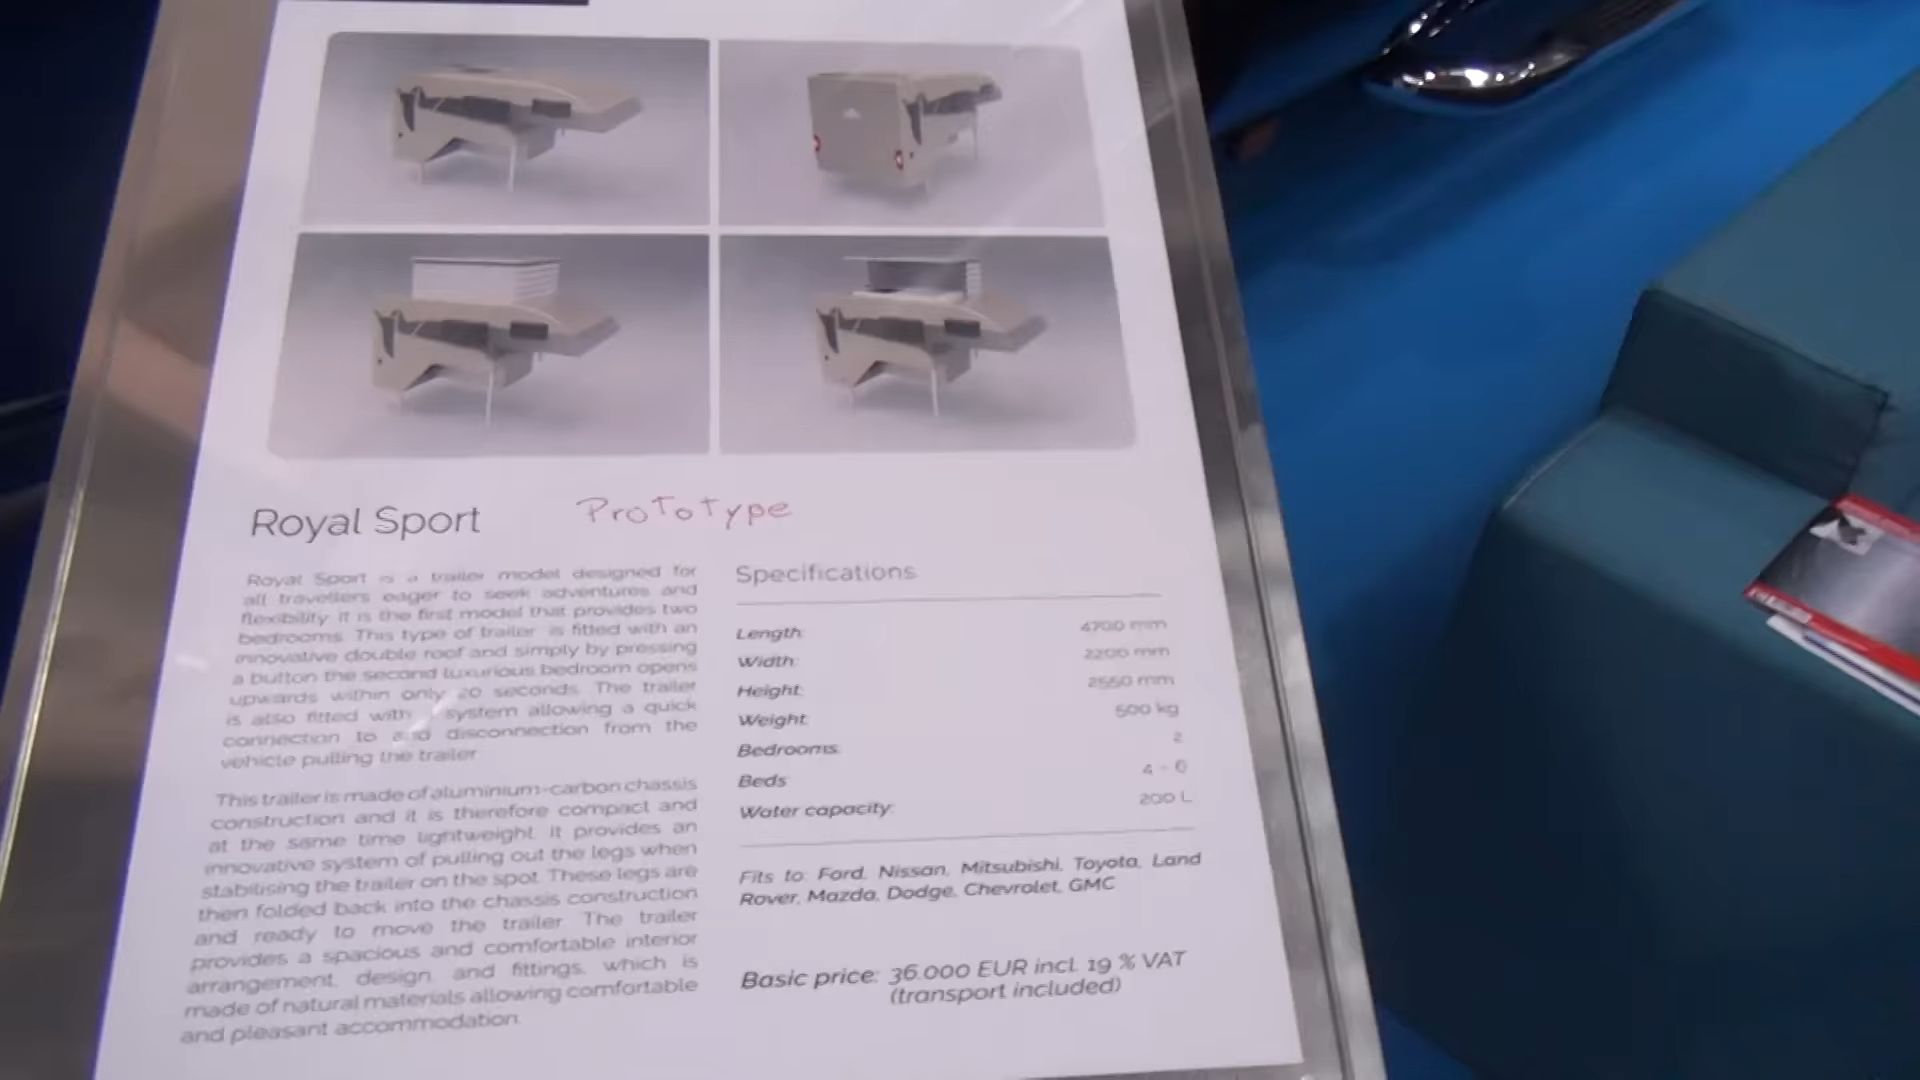 Royal Sport
Prototype
Royal Sport is a trailer model designed for
all travellers eager to seek adventures and
flexibility. It is the first model that provides two
bedrooms. This type of trailer is fitted with an
innovative double roof and simply by pressing
a button the second luxurious bedroom opens
upwards within only 20 seconds. The trailer
is also fitted with system allowing a quick
connection to and disconnection from the
vehicle pulling the trailer
This trailer is made of aluminium-carbon chassis
construction and it is therefore compact and
at the same time lightweight. It provides an
innovative system of pulling out the legs when
stabilising the trailer on the spot. These legs are
then folded back into the chassis construction
and ready to move the trailer. The trailer
provides a spacious and comfortable interior
arrangement, design, and fittings, which is
made of natural materials allowing comfortable
and pleasant accommodation.
Specifications
Length: 4700 mm
Width: 2200 mm
Height: 2550 mm
Weight: 500 kg
Bedrooms: 2
Beds 4 - 6
Water capacity: 200 L
Fits to: Ford, Nissan, Mitsubishi, Toyota, Land
Rover, Mazda, Dodge, Chevrolet, GMC
Basic price: 36.000 EUR incl. 19 % VAT
(transport included)